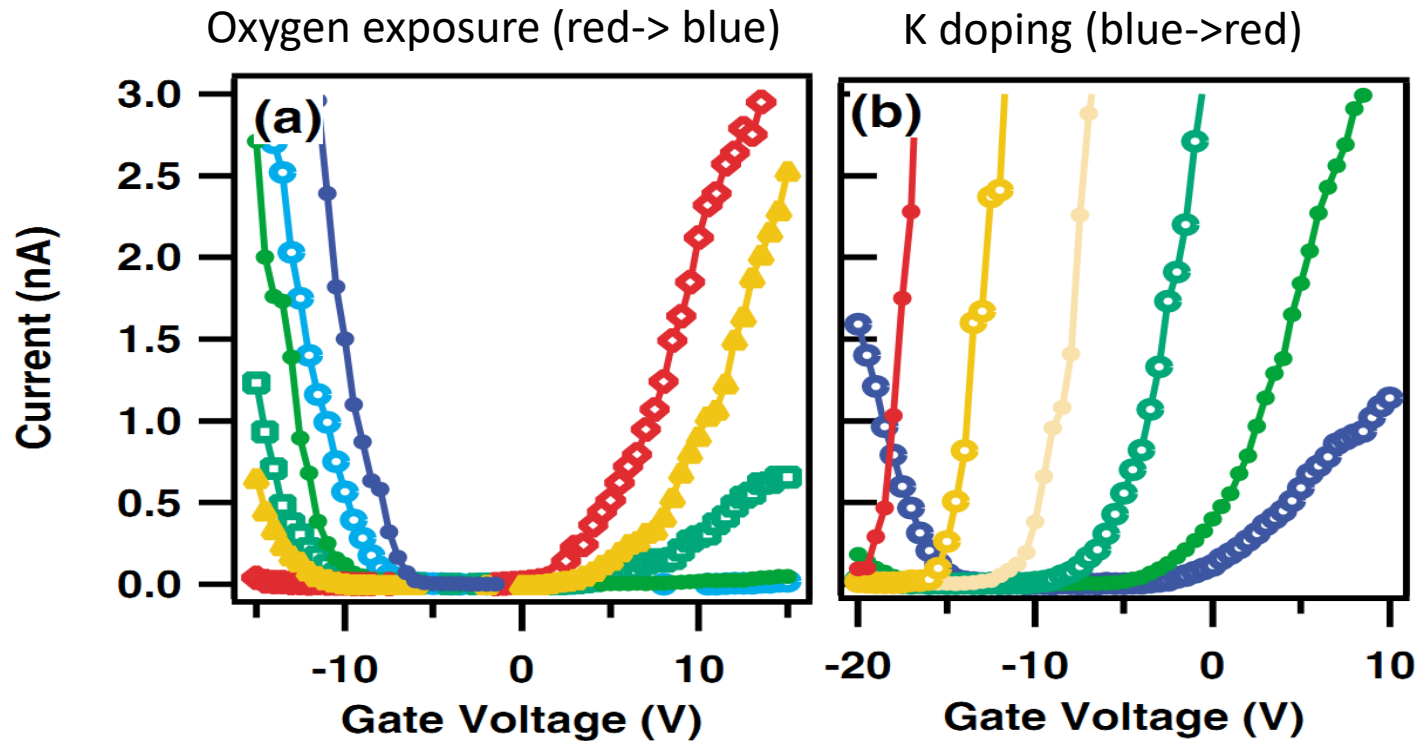 Oxygen exposure (red-> blue)
K doping (blue->red)
(a)
(b)
3.0
2.5
2.0
1.5
1.0
0.5
0.0
Current (nA)
-10
0
10
-20
-10
0
10
Gate Voltage (V)
Gate Voltage (V)